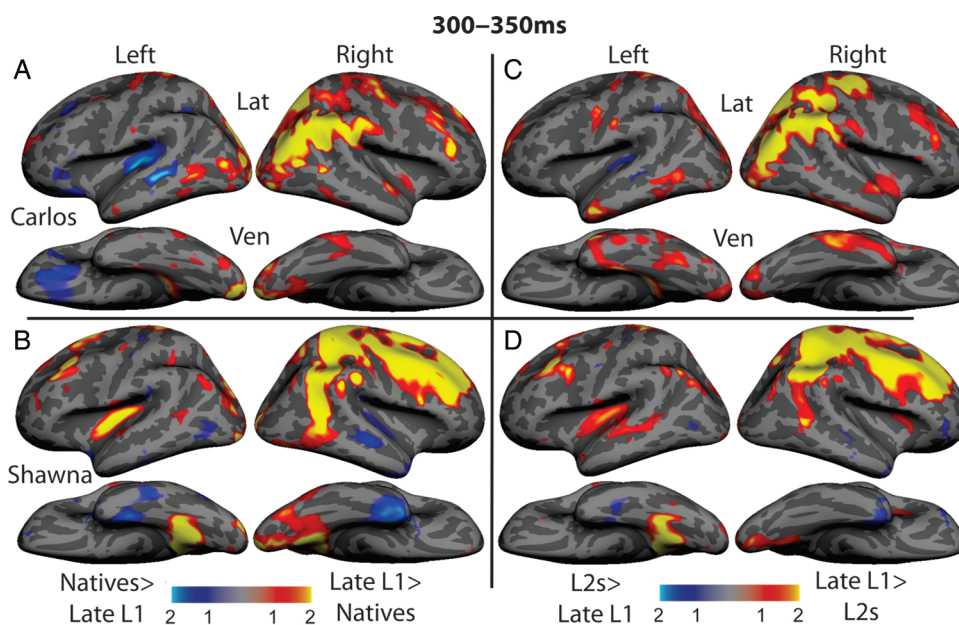 300–350ms
Left Right Left Right
A C
Lat Lat
Carlos
Ven Ven
B D
Shawna
Natives> Late L1> L2s> Late L1>
Late L1 2 1 1 2 Natives Late L1 2 1 1 2 L2s